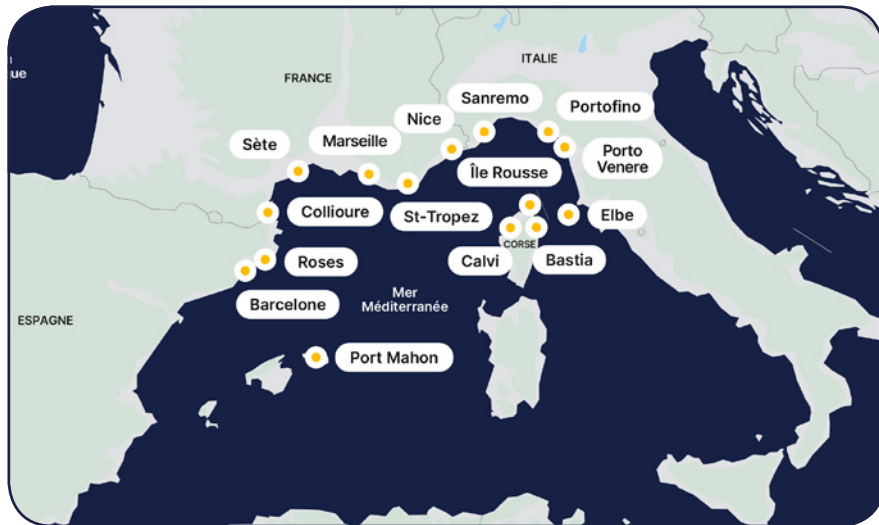 que
ITALIE
FRANCE
Sanremo
Portofino
Nice
Marseille
Sète
Porto
Venere
Île Rousse
Collioure
St-Tropez
Elbe
CORSE
Roses
Calvi
Bastia
Mer
Méditerranée
Barcelone
ESPAGNE
Port Mahon